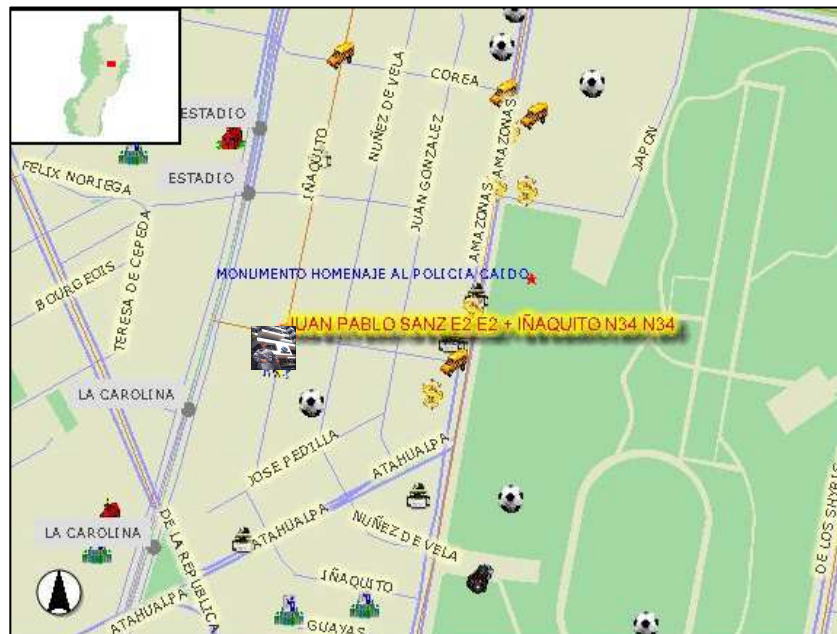 COREA
ESTADIO
NUÑEZ DE VELA
JUAN GONZALEZ
IÑAQUITO
AMAZONAS
AMAZONAS
JAPON
FELIX NORIEGA
ESTADIO
TERESA DE CEPEDA
BOURGEOIS
MONUMENTO HOMENAJE AL POLICIA CAIDO
JUAN PABLO SANZ E2 E2 + IÑAQUITO N34 N34
LA CAROLINA
JOSE PEDILLA
ATAHUALPA
LA CAROLINA
DE LA REPUBLICA
ATAHUALPA
NUÑEZ DE VELA
DE LOS SHYRIS
IÑAQUITO
ATAHUALPA
GUAYAS